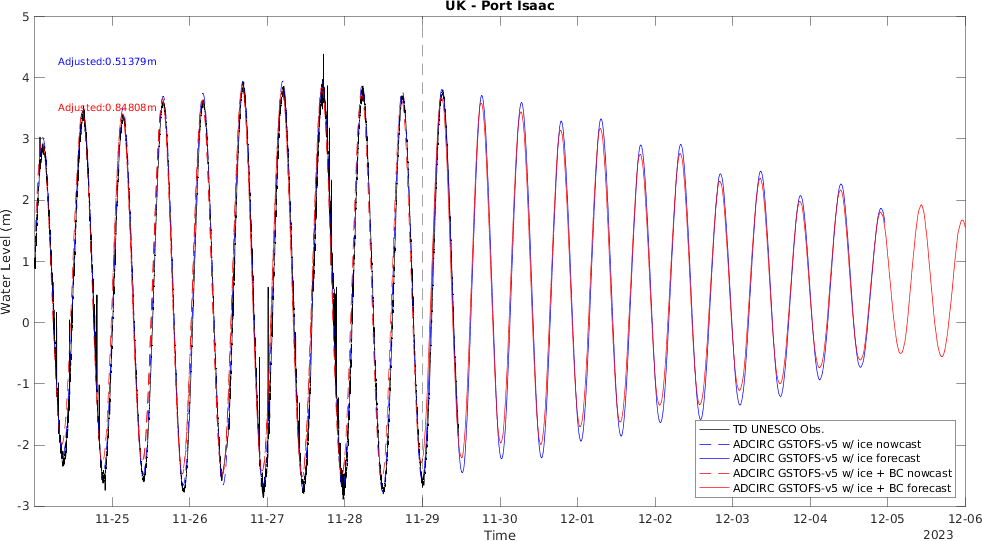 UK - Port Isaac
Adjusted:0.51379m
Adjusted:0.84808m
Water Level (m)
5
4
3
2
1
0
-1
-2
-3
TD UNESCO Obs.
ADCIRC GSTOFS-v5 w/ ice nowcast
ADCIRC GSTOFS-v5 w/ ice forecast
ADCIRC GSTOFS-v5 w/ ice + BC nowcast
ADCIRC GSTOFS-v5 w/ ice + BC forecast
11-25 11-26 11-27 11-28 11-29 11-30 12-01 12-02 12-03 12-04 12-05 12-06
Time
2023